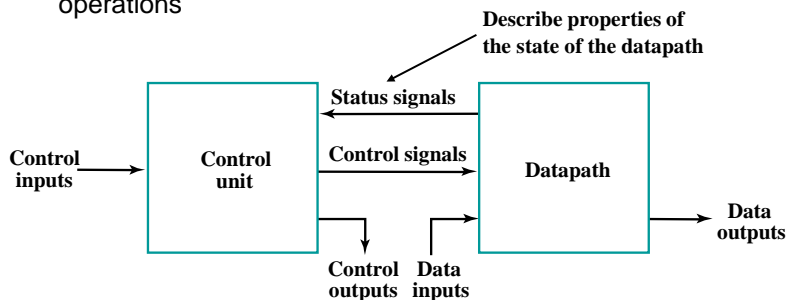 operations
Describe properties of
the state of the datapath
Status signals
Control
inputs
Control
unit
Control signals
Datapath
Data
outputs
Control
outputs
Data
inputs